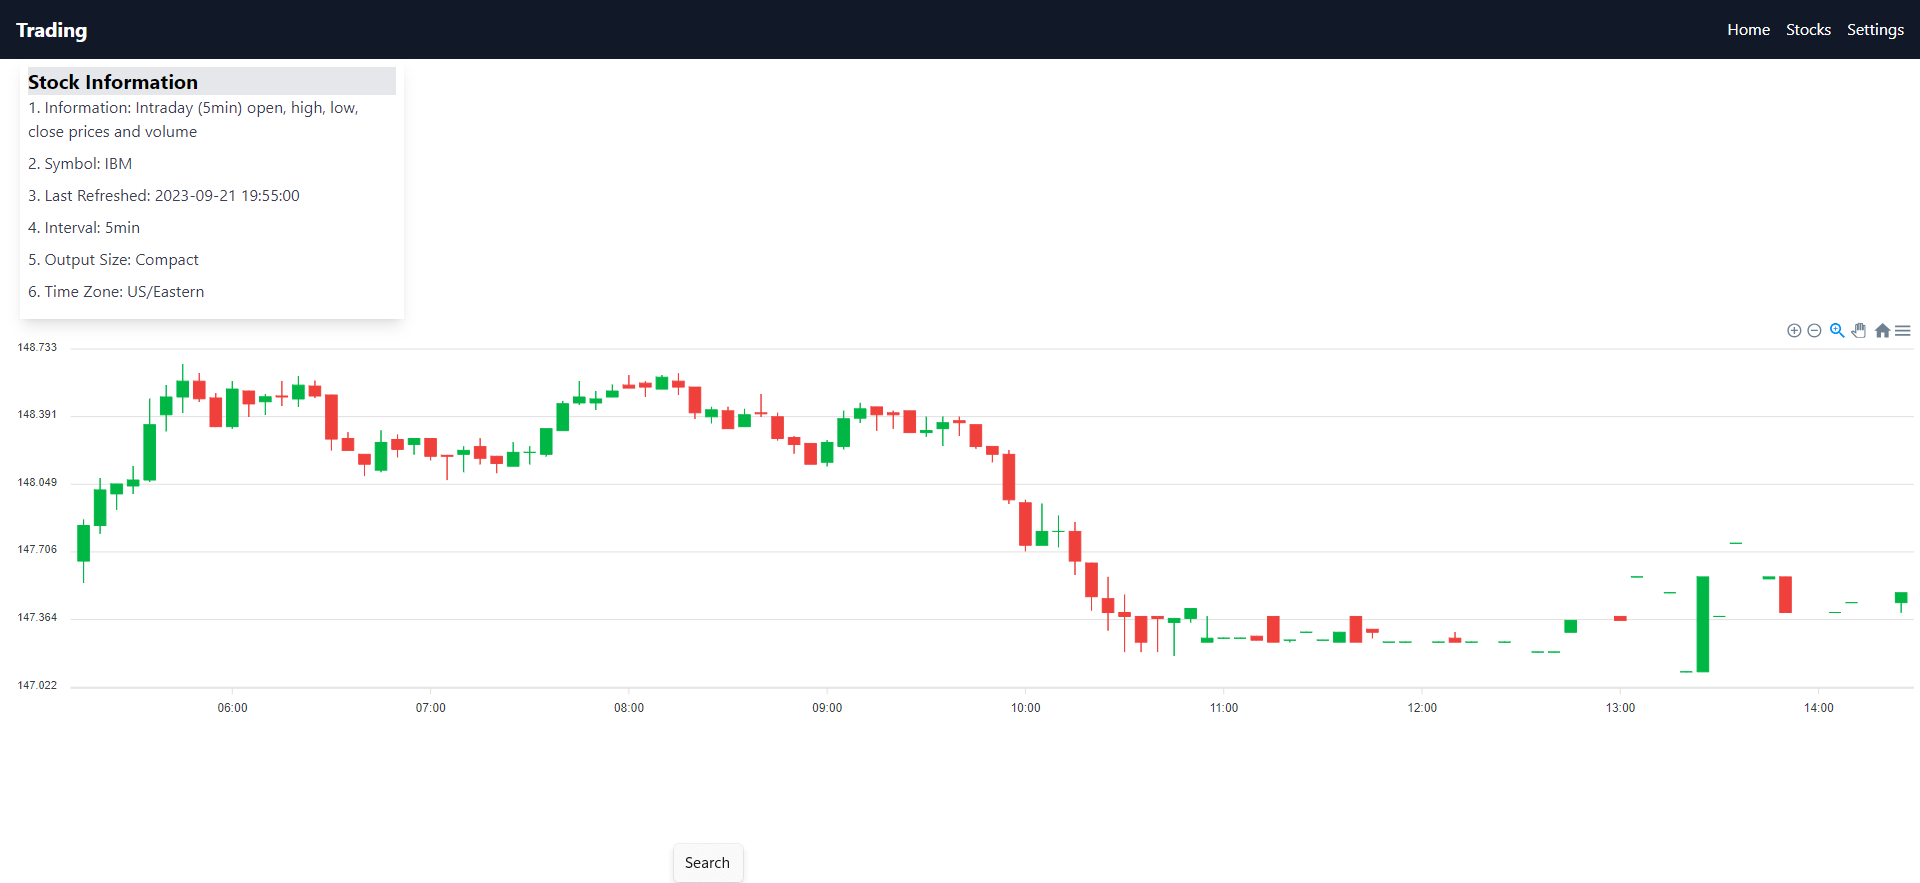 Trading
Home Stocks Settings
Stock Information
1. Information: Intraday (5min) open, high, low,
close prices and volume
2. Symbol: IBM
3. Last Refreshed: 2023-09-21 19:55:00
4. Interval: 5min
5. Output Size: Compact
6. Time Zone: US/Eastern
148.733
148.391
148.049
147.706
147.364
147.022
06:00 07:00 08:00 09:00 10:00 11:00 12:00 13:00 14:00
Search